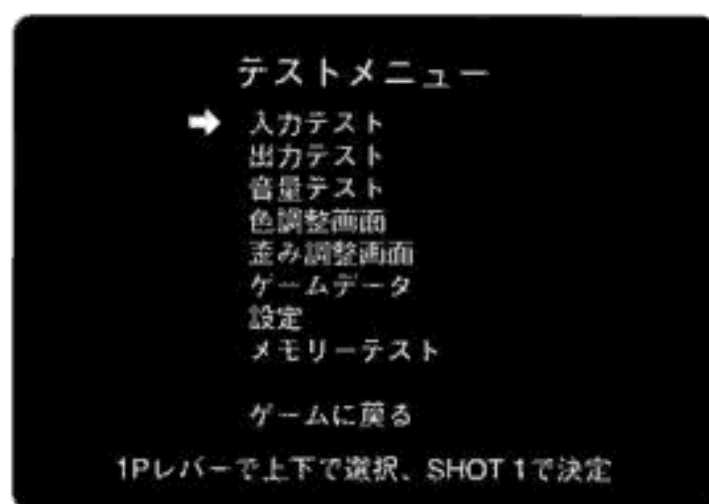 テストメニュー
入力テスト
出力テスト
音量テスト
色調整画面
歪み調整画面
ゲームデータ
設定
メモリーテスト
ゲームに戻る
1Pレバーで上下で選択、SHOT 1で決定